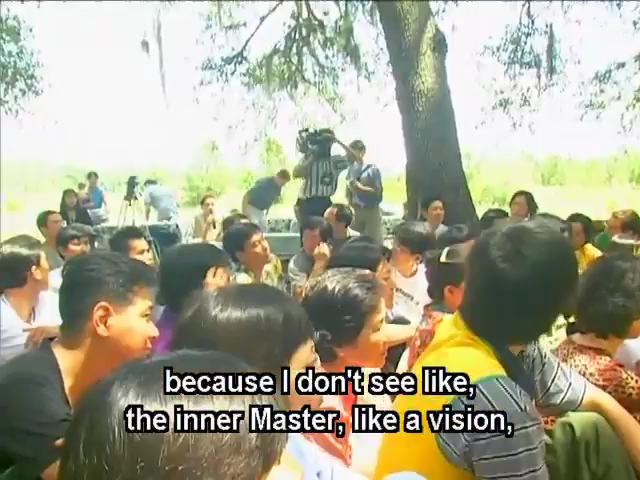 because I don't see like,
the inner Master, like a vision,